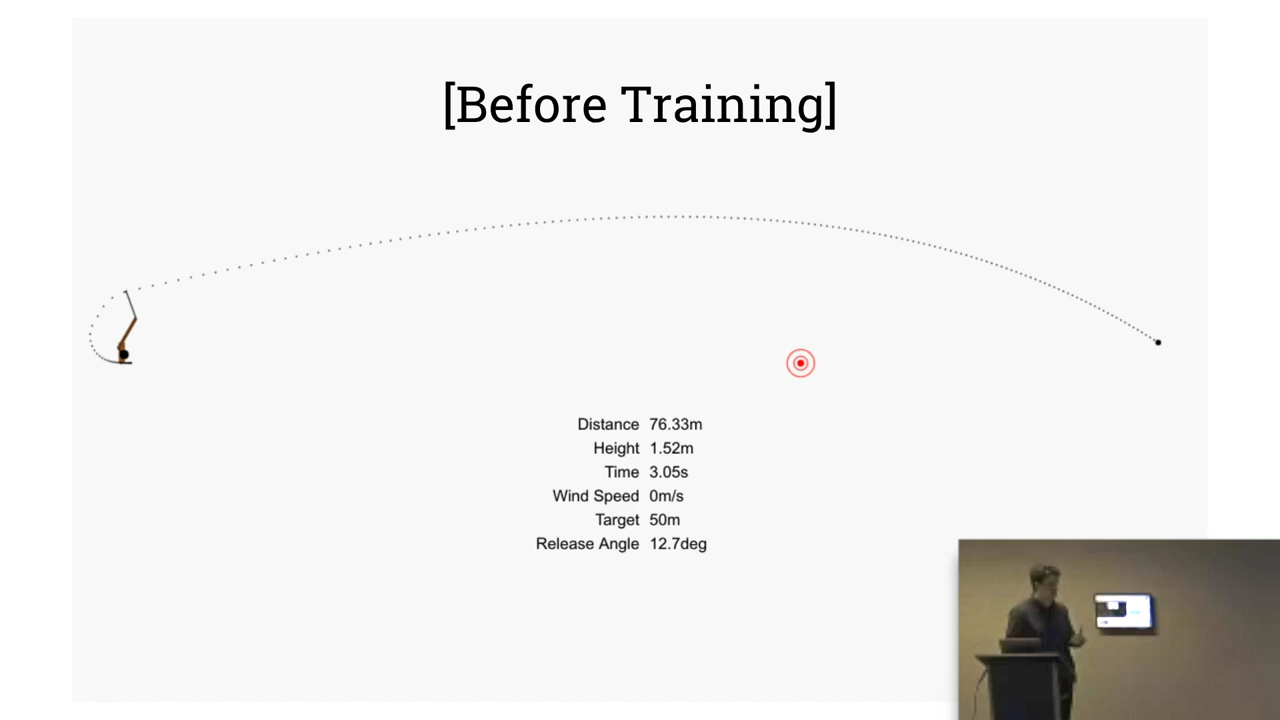 [Before Training]
Distance 76.33m
Height 1.52m
Time 3.05s
Wind Speed 0m/s
Target 50m
Release Angle 12.7deg